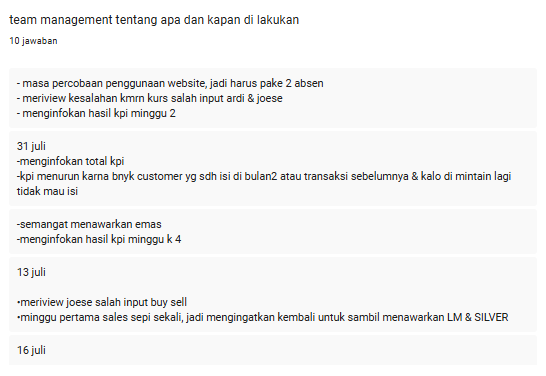 team management tentang apa dan kapan di lakukan
10 jawaban
- masa percobaan penggunaan website, jadi harus pake 2 absen
- meriview kesalahan kmrn kurs salah input ardi & joese
- menginfokan hasil kpi minggu 2
31 juli
-menginfokan total kpi
-kpi menurun karna bnyk customer yg sdh isi di bulan2 atau transaksi sebelumnya & kalo di mintain lagi
tidak mau isi
-semangat menawarkan emas
-menginfokan hasil kpi minggu k 4
13 juli
•meriview joese salah input buy sell
•minggu pertama sales sepi sekali, jadi mengingatkan kembali untuk sambil menawarkan LM & SILVER
16 juli